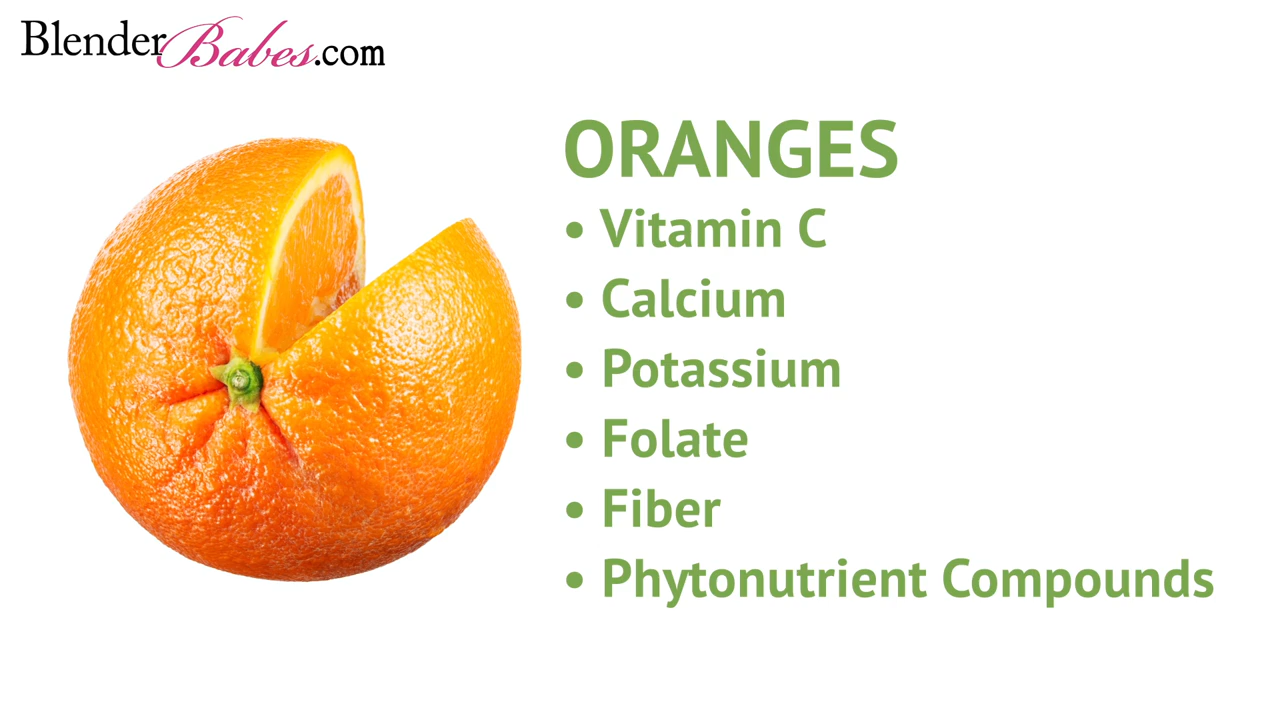 BlenderBabes.com
ORANGES
• Vitamin C
• Calcium
• Potassium
• Folate
• Fiber
• Phytonutrient Compounds